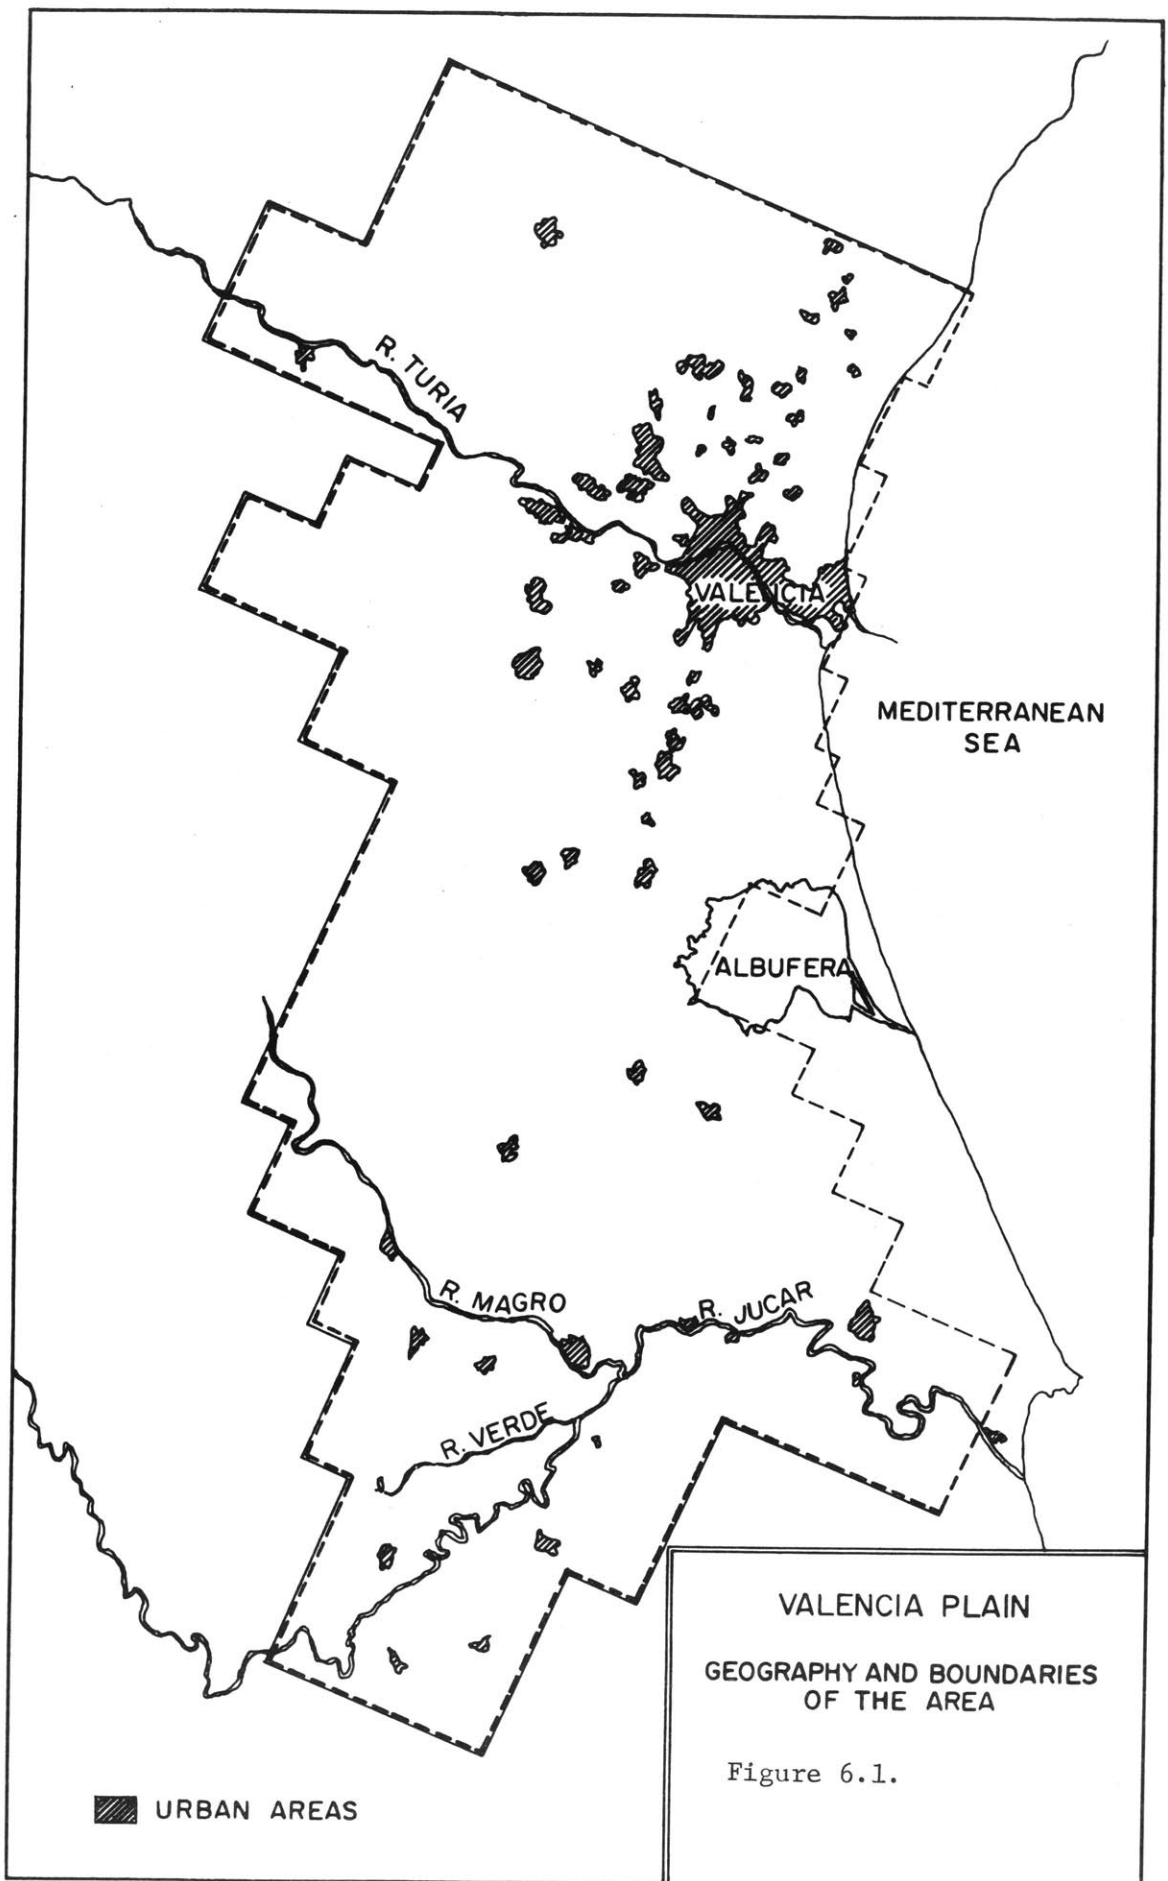 R. TURIA
VALENCIA
MEDITERRANEAN
SEA
ALBUFERA
R. MAGRO
R. JUCAR
R. VERDE
VALENCIA PLAIN
GEOGRAPHY AND BOUNDARIES
OF THE AREA
Figure 6.1.
URBAN AREAS